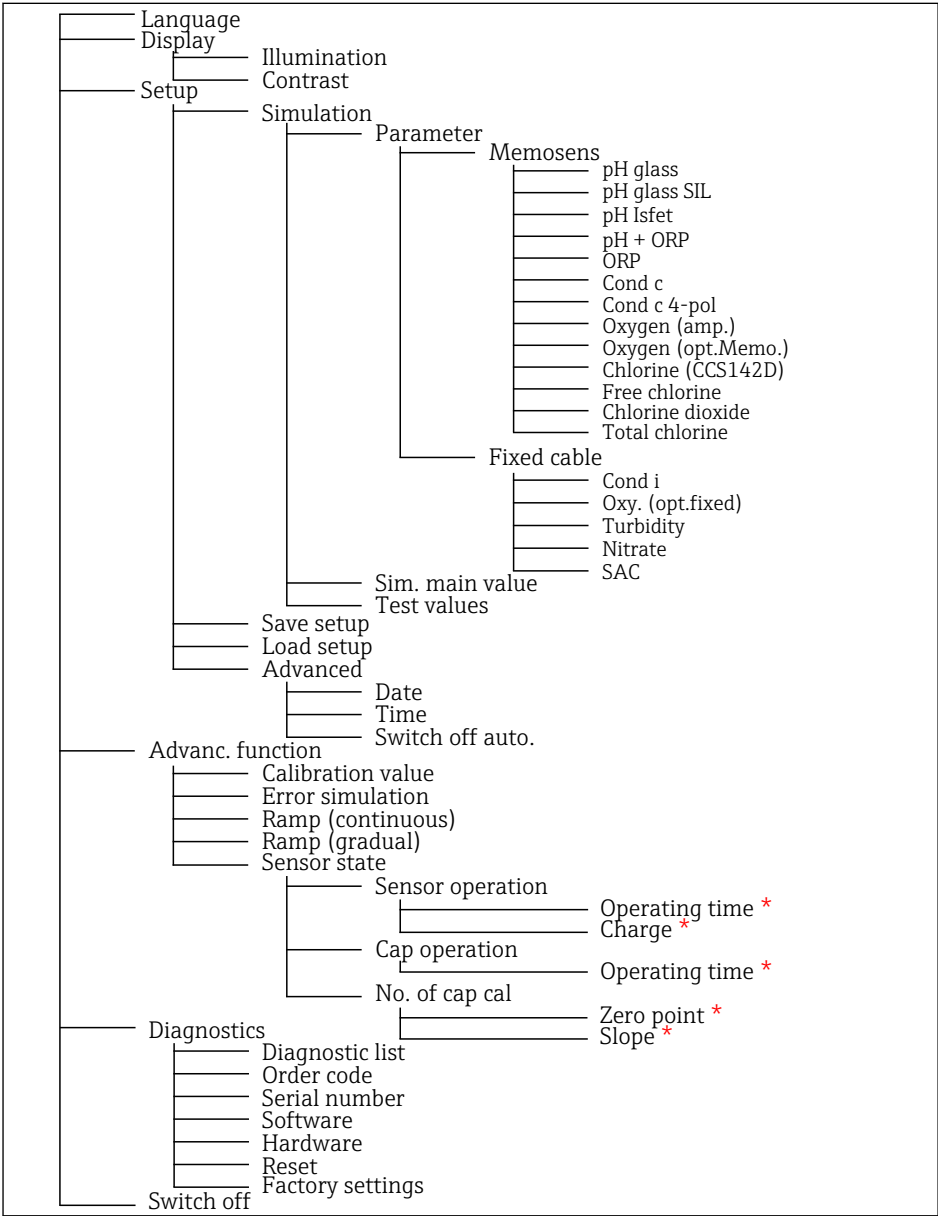 Language
Display
Illumination
Contrast
Setup
Simulation
Parameter
Memosens
pH glass
pH glass SIL
pH Isfet
pH + ORP
ORP
Cond c
Cond c 4-pol
Oxygen (amp.)
Oxygen (opt.Memo.)
Chlorine (CCS142D)
Free chlorine
Chlorine dioxide
Total chlorine
Fixed cable
Cond i
Oxy. (opt.fixed)
Turbidity
Nitrate
SAC
Sim. main value
Test values
Save setup
Load setup
Advanced
Date
Time
Switch off auto.
Advanc. function
Calibration value
Error simulation
Ramp (continuous)
Ramp (gradual)
Sensor state
Sensor operation
Operating time *
Charge *
Cap operation
Operating time *
No. of cap cal
Zero point *
Slope *
Diagnostics
Diagnostic list
Order code
Serial number
Software
Hardware
Reset
Factory settings
Switch off